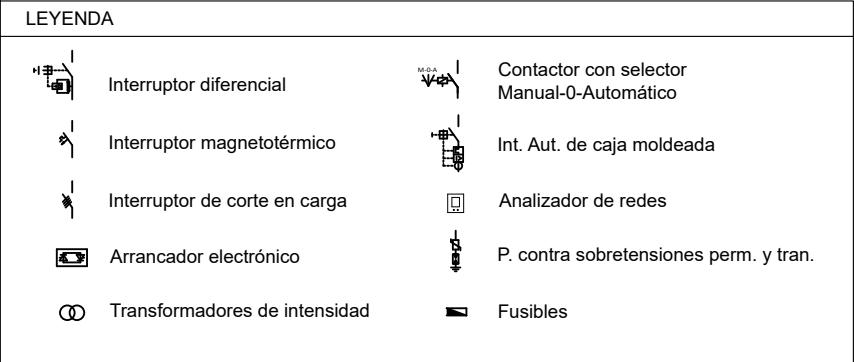 LEYENDA
Interruptor diferencial
Interruptor magnetotérmico
Interruptor de corte en carga
Arrancador electrónico
Transformadores de intensidad
M-0-A
Contactor con selector
Manual-0-Automático
Int. Aut. de caja moldeada
Analizador de redes
P. contra sobretensiones perm. y tran.
Fusibles